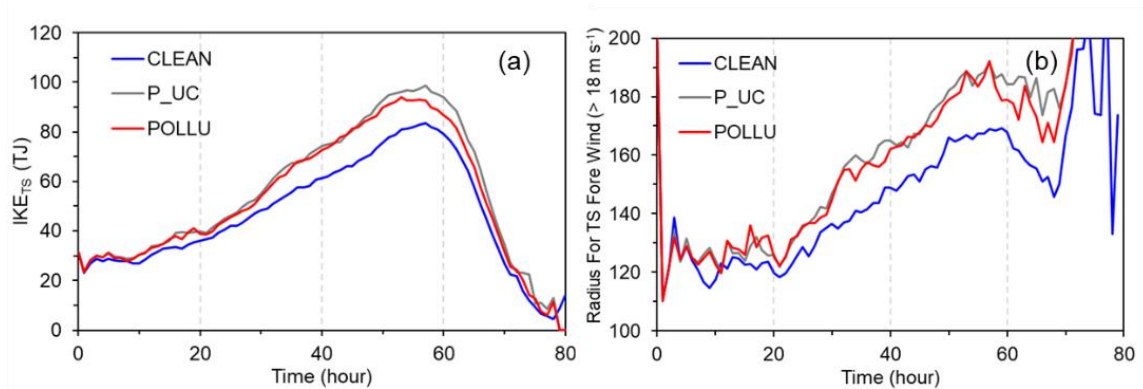 (a)
CLEAN
P_UC
POLLU
IKETS (TJ)
120
100
80
60
40
20
0
0 20 40 60 80
Time (hour)
(b)
CLEAN
P_UC
POLLU
Radius For TS Fore Wind (> 18 m s-1)
200
180
160
140
120
100
0 20 40 60 80
Time (hour)